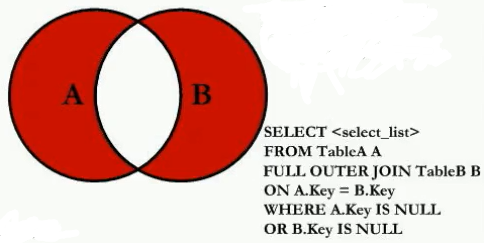 A B
SELECT <select_list>
FROM TableA A
FULL OUTER JOIN TableB B
ON A.Key = B.Key
WHERE A.Key IS NULL
OR B.Key IS NULL